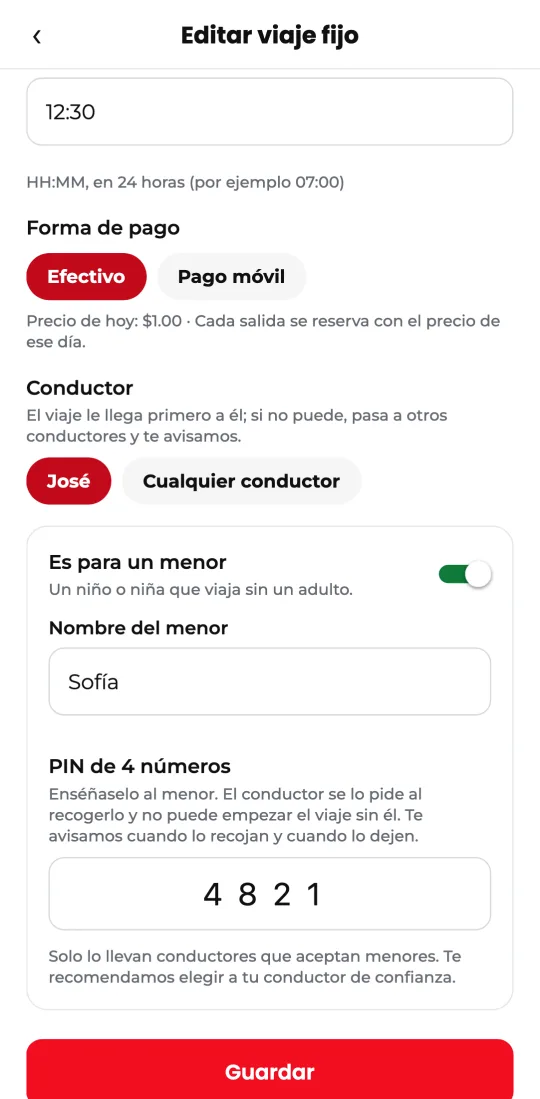 Editar viaje fijo
12:30
HH:MM, en 24 horas (por ejemplo 07:00)
Forma de pago
Efectivo
Pago móvil
Precio de hoy: $1.00 · Cada salida se reserva con el precio de
ese día.
Conductor
El viaje le llega primero a él; si no puede, pasa a otros
conductores y te avisamos.
José
Cualquier conductor
Es para un menor
Un niño o niña que viaja sin un adulto.
Nombre del menor
Sofía
PIN de 4 números
Enséñaselo al menor. El conductor se lo pide al
recogerlo y no puede empezar el viaje sin él. Te
avisamos cuando lo recojan y cuando lo dejen.
4 8 2 1
Solo lo llevan conductores que aceptan menores. Te
recomendamos elegir a tu conductor de confianza.
Guardar